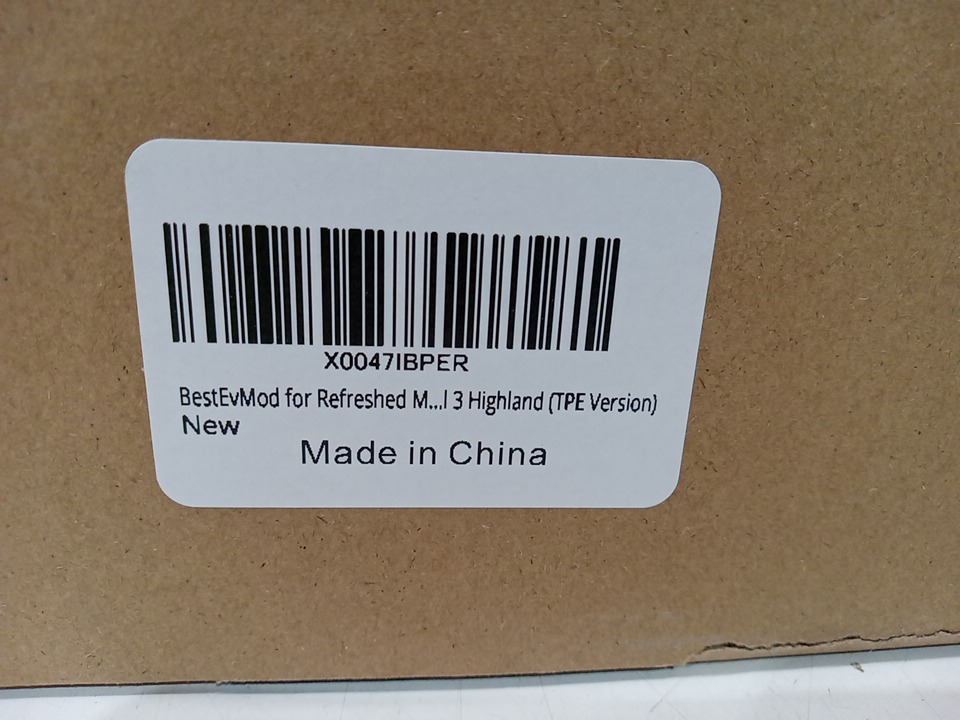 X0047IBPER
BestEvMod for Refreshed M...l 3 Highland (TPE Version)
New
Made in China